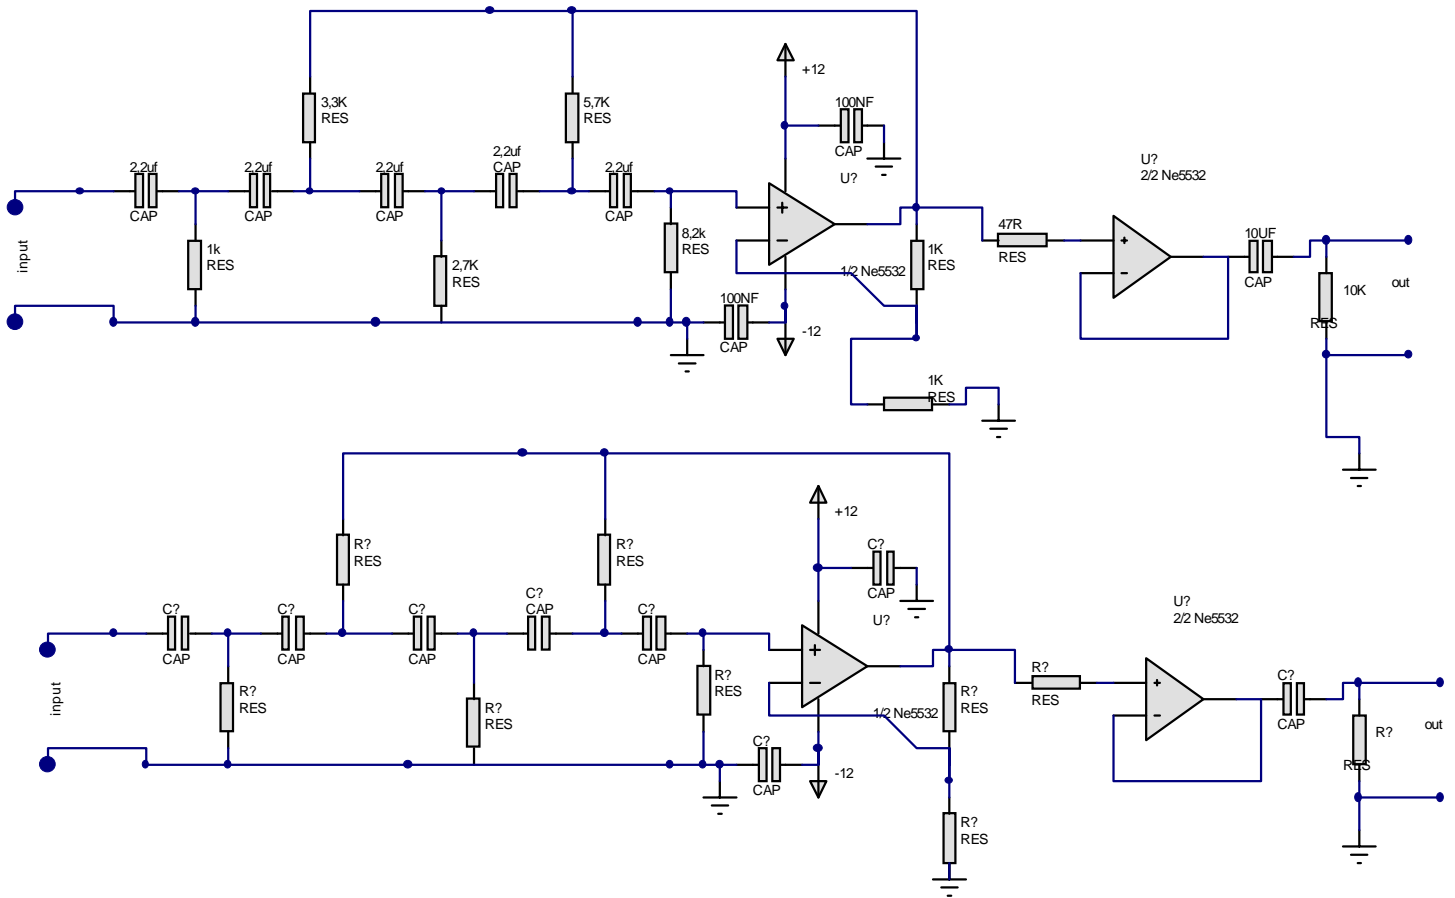 +12
3,3K
RES
5,7K
RES
100NF
CAP
U?
2,2uf
CAP
2,2uf
CAP
2,2uf
CAP
2,2uf
CAP
2,2uf
CAP
U?
2/2 Ne5532
input
1k
RES
2,7K
RES
8,2k
RES
1/2 Ne5532
1K
RES
47R
RES
10UF
CAP
10K
RES
out
100NF
CAP
-12
1K
RES
+12
R?
RES
R?
RES
C?
CAP
U?
C?
CAP
C?
CAP
C?
CAP
C?
CAP
C?
CAP
U?
2/2 Ne5532
input
R?
RES
R?
RES
R?
RES
1/2 Ne5532
R?
RES
R?
RES
C?
CAP
R?
RES
out
C?
CAP
-12
R?
RES